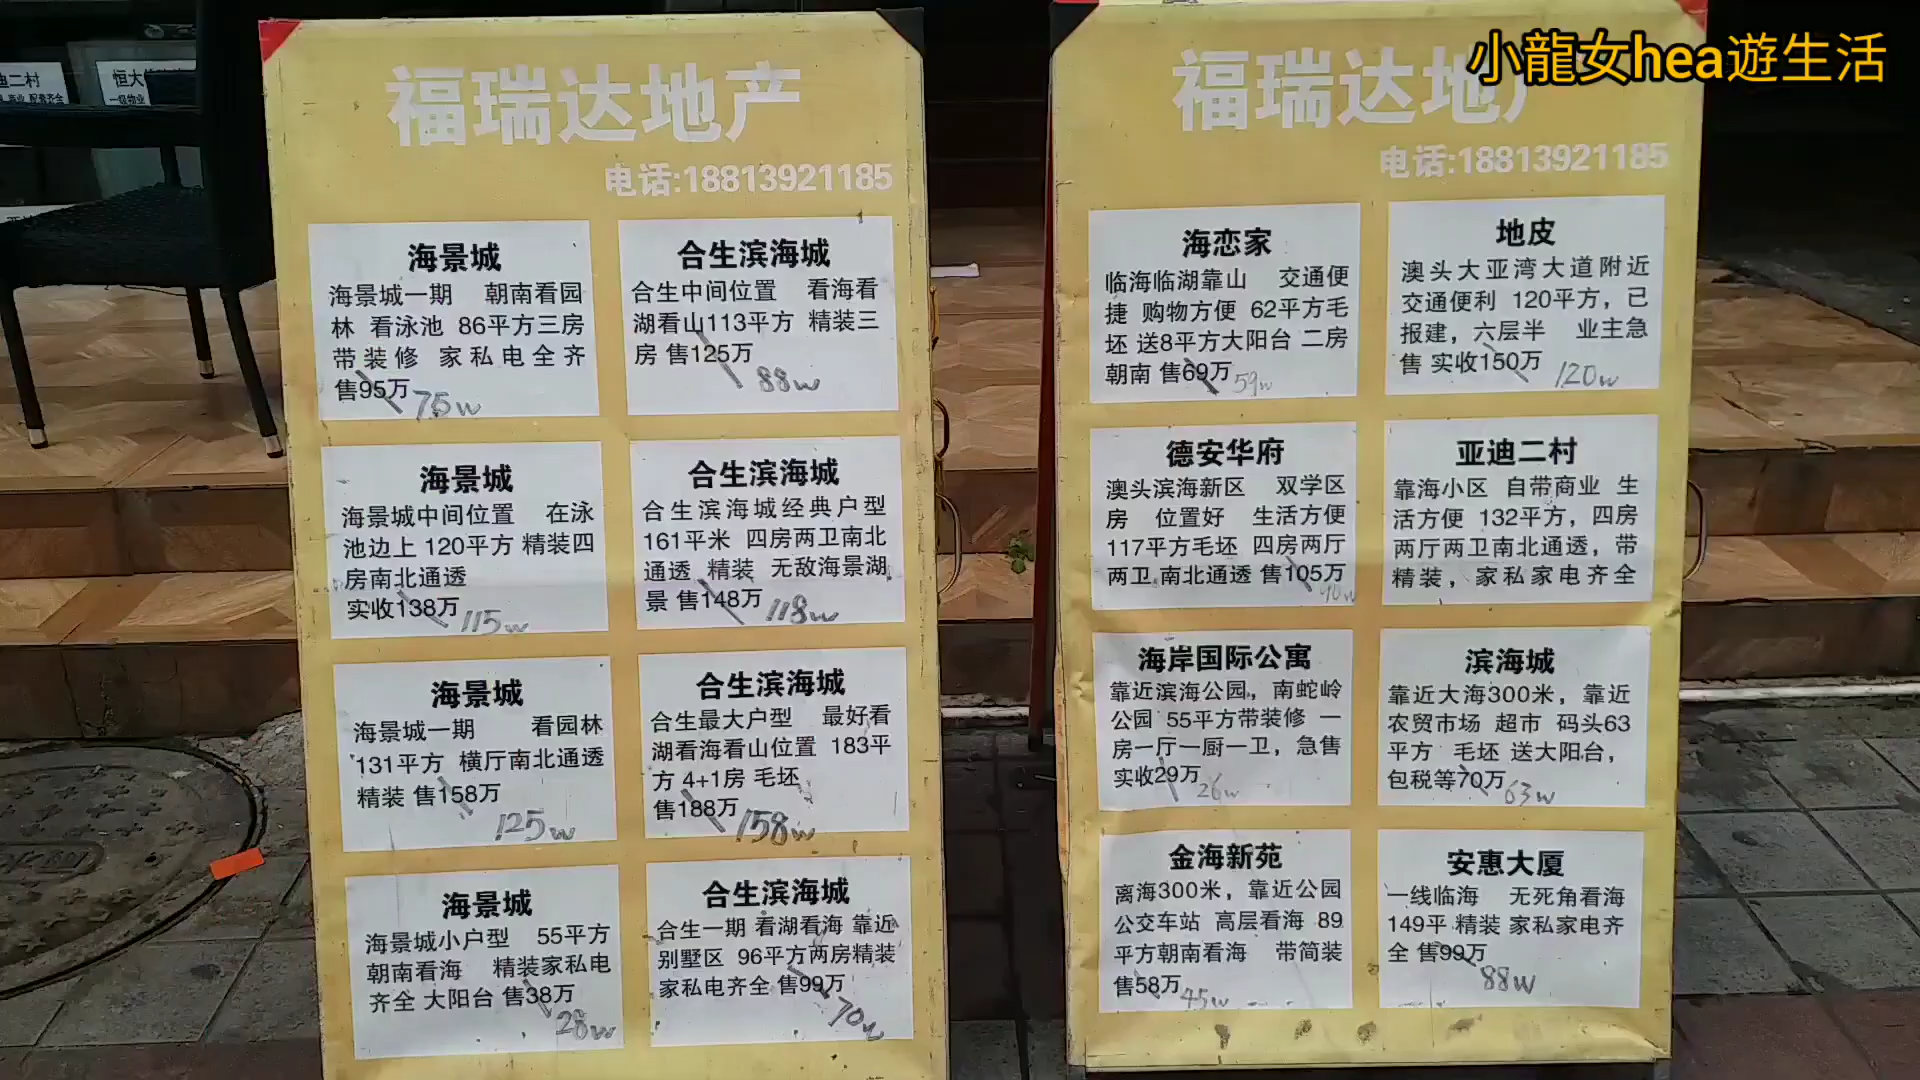 小龍女hea遊生活
迪二村
恒大
一级物业
福瑞达地产
电话:18813921185
海景城
海景城一期 朝南看园
林 看泳池 86平方三房
带装修 家私电全齐
售95万
75w
合生滨海城
合生中间位置 看海看
湖看山113平方 精装三
房 售125万
88w
海景城
海景城中间位置 在泳
池边上 120平方 精装四
房南北通透
实收138万
115w
合生滨海城
合生滨海城经典户型
161平米 四房两卫南北
通透 精装 无敌海景湖
景 售148万
118w
海景城
海景城一期 看园林
131平方 横厅南北通透
精装 售158万
125w
合生滨海城
合生最大户型 最好看
湖看海看山位置 183平
方 4+1房 毛坯
售188万
158w
海景城
海景城小户型 55平方
朝南看海 精装家私电
齐全 大阳台 售38万
28w
合生滨海城
合生一期 看湖看海 靠近
别墅区 96平方两房精装
家私电齐全 售99万
70w
福瑞达地产
电话:18813921185
海恋家
临海临湖靠山 交通便
捷 购物方便 62平方毛
坯 送8平方大阳台 二房
朝南 售69万
59w
地皮
澳头大亚湾大道附近
交通便利 120平方，已
报建，六层半 业主急
售 实收150万
120w
德安华府
澳头滨海新区 双学区
房 位置好 生活方便
117平方毛坯 四房两厅
两卫 南北通透 售105万
90w
亚迪二村
靠海小区 自带商业 生
活方便 132平方，四房
两厅两卫南北通透，带
精装，家私家电齐全
海岸国际公寓
靠近滨海公园，南蛇岭
公园 55平方带装修 一
房一厅一厨一卫，急售
实收29万
26w
滨海城
靠近大海300米，靠近
农贸市场 超市 码头63
平方 毛坯 送大阳台，
包税等70万
63w
金海新苑
离海300米，靠近公园
公交车站 高层看海 89
平方朝南看海 带简装
售58万
45w
安惠大厦
一线临海 无死角看海
149平 精装 家私家电齐
全 售99万
88w